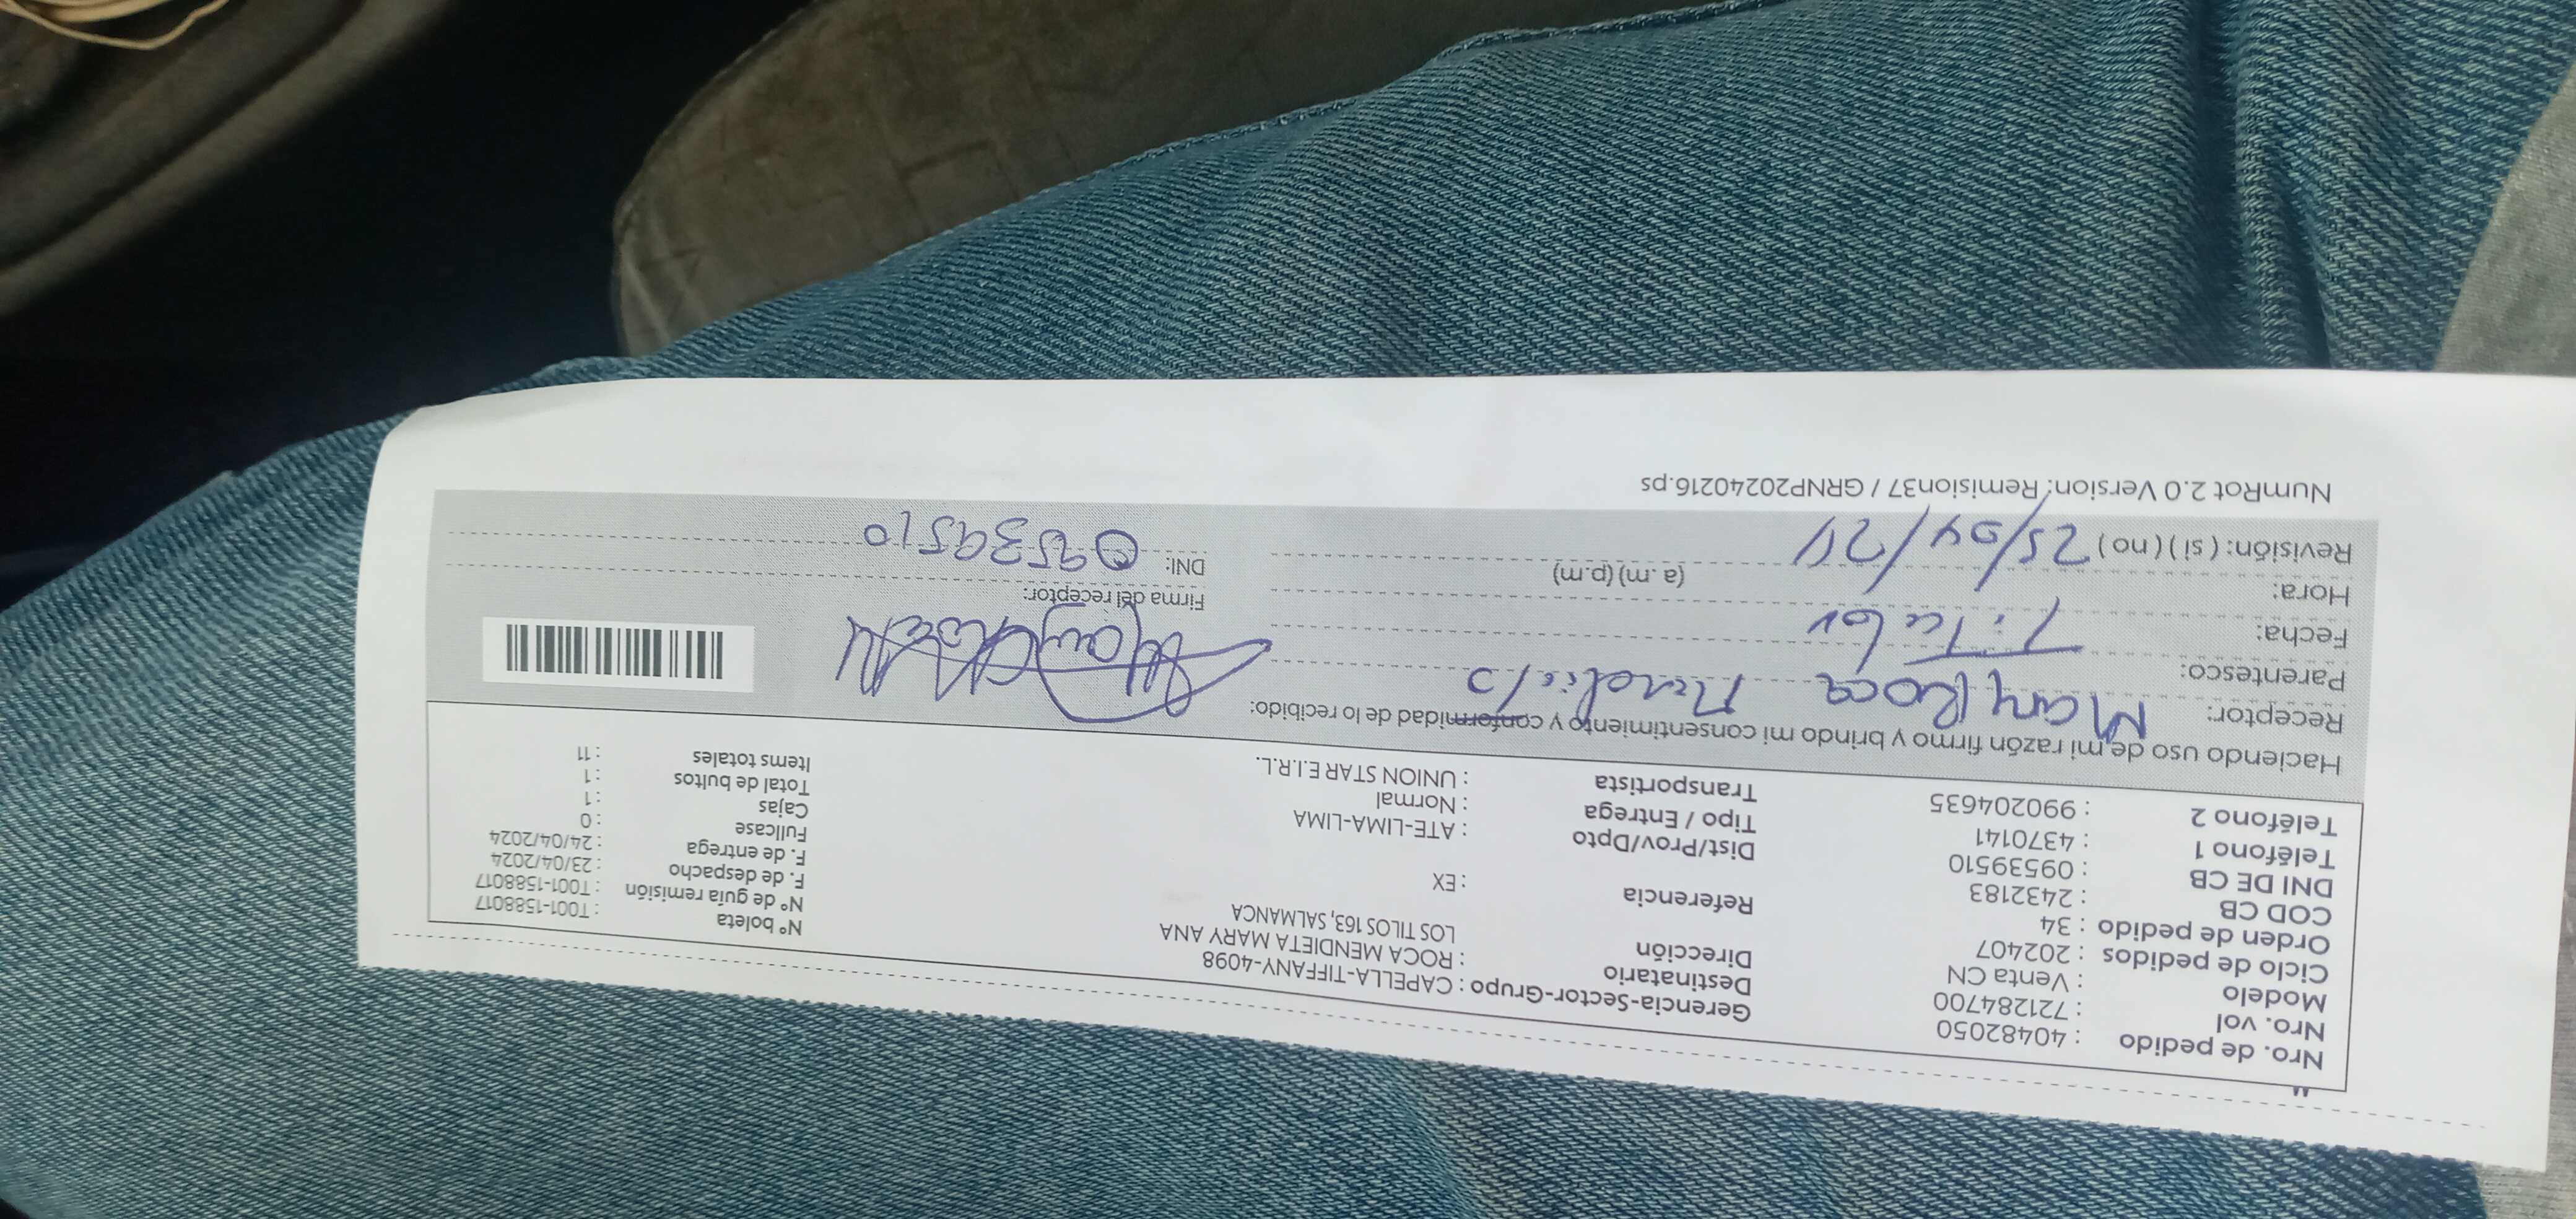 Nro. de pedido : 40482050
Nro. vol : 721284700
Modelo : Venta CN
Ciclo de pedidos : 202407
Orden de pedido : 34
COD CB : 2432183
DNI DE CB : 09539510
Teléfono 1 : 4370141
Teléfono 2 : 990204635
Gerencia-Sector-Grupo : CAPELLA-TIFFANY-4098
Destinatario : ROCA MENDIETA MARY ANA
Dirección LOS TILOS 163, SALMANCA
Referencia : EX
Dist/Prov/Dpto : ATE-LIMA-LIMA
Tipo / Entrega : Normal
Transportista : UNION STAR E.I.R.L.
Nº boleta : T001-1588017
Nº de guía remisión : T001-1588017
F. de despacho : 23/04/2024
F. de entrega : 24/04/2024
Fullcase : 0
Cajas : 1
Total de bultos : 1
Items totales : 11
Haciendo uso de mi razón firmo y brindo mi consentimiento y conformidad de lo recibido:
Receptor: Mary Roca
Parentesco:
Fecha:
Hora: (a. m) (p.m)
Revisión: ( si ) ( no ) 25/04/24
Firma del receptor:
DNI: 09539510
NumRot 2.0 Version: Remision37 / GRNP20240216.ps